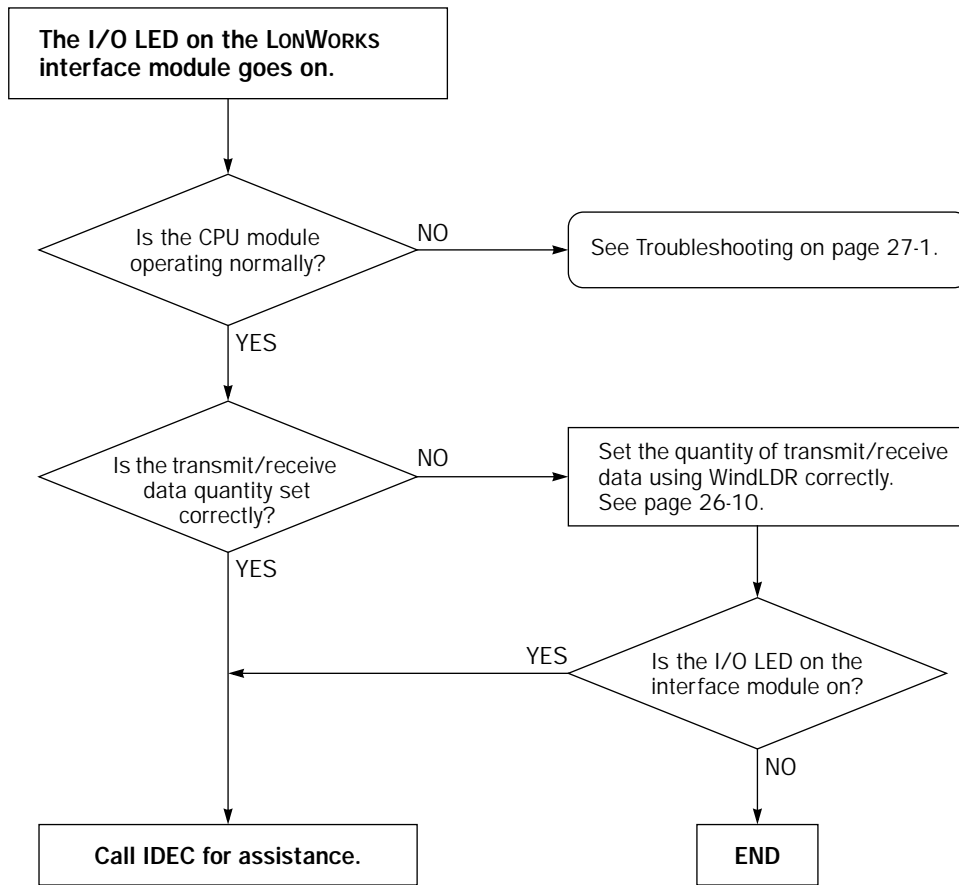 The I/O LED on the LONWORKS
interface module goes on.
Is the CPU module
operating normally?
NO
See Troubleshooting on page 27-1.
YES
Is the transmit/receive
data quantity set
correctly?
NO
Set the quantity of transmit/receive
data using WindLDR correctly.
See page 26-10.
YES
Is the I/O LED on the
interface module on?
YES
NO
Call IDEC for assistance.
END